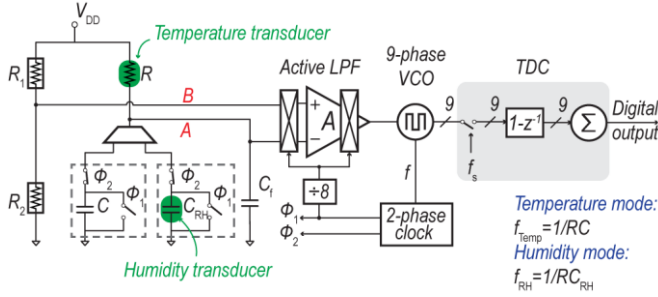 V_DD
Temperature transducer
R_1
R
B
A
Active LPF
+
A
−
9-phase
VCO
TDC
9
9
1-z^-1
9
Σ
Digital
output
f_s
f
Φ_2
C
Φ_1
Φ_2
C_RH
Φ_1
R_2
C_f
÷8
Φ_1
Φ_2
2-phase
clock
Humidity transducer
Temperature mode:
f_Temp=1/RC
Humidity mode:
f_RH=1/RC_RH